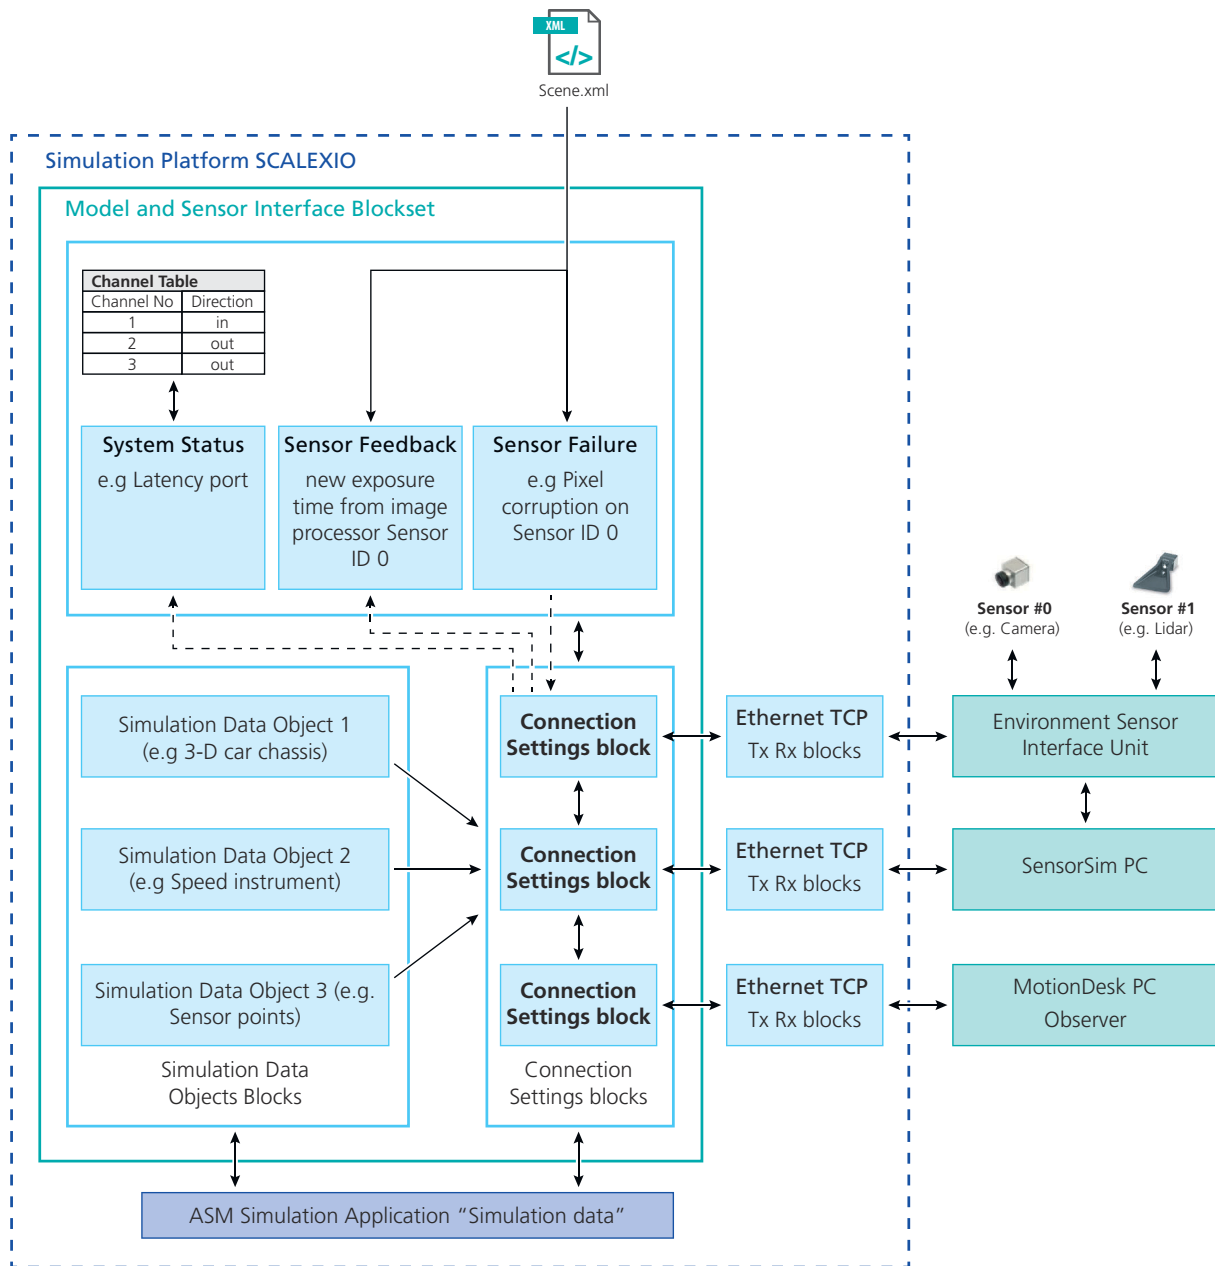 XML
</>
Scene.xml
Simulation Platform SCALEXIO
Model and Sensor Interface Blockset
Channel Table
Channel No Direction
1 in
2 out
3 out
System Status
e.g Latency port
Sensor Feedback
new exposure
time from image
processor Sensor
ID 0
Sensor Failure
e.g Pixel
corruption on
Sensor ID 0
Sensor #0
(e.g. Camera)
Sensor #1
(e.g. Lidar)
Simulation Data Object 1
(e.g 3-D car chassis)
Connection
Settings block
Ethernet TCP
Tx Rx blocks
Environment Sensor
Interface Unit
Simulation Data Object 2
(e.g Speed instrument)
Connection
Settings block
Ethernet TCP
Tx Rx blocks
SensorSim PC
Simulation Data Object 3 (e.g.
Sensor points)
Connection
Settings block
Ethernet TCP
Tx Rx blocks
MotionDesk PC
Observer
Simulation Data
Objects Blocks
Connection
Settings blocks
ASM Simulation Application “Simulation data”